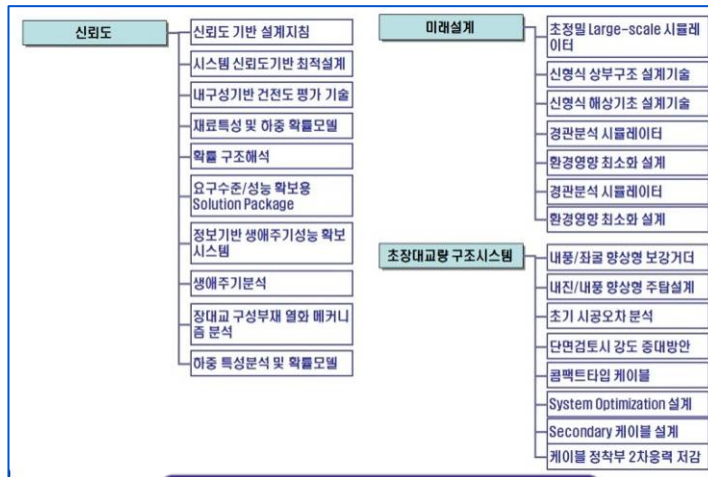 신뢰도
신뢰도 기반 설계지침
시스템 신뢰도기반 최적설계
내구성기반 건전도 평가 기술
재료특성 및 하중 확률모델
확률 구조해석
요구수준/성능 확보용
Solution Package
정보기반 생애주기성능 확보
시스템
생애주기분석
장대교 구성부재 열화 메커니
즘 분석
하중 특성분석 및 확률모델
미래설계
초정밀 Large-scale 시뮬레
이터
신형식 상부구조 설계기술
신형식 해상기초 설계기술
경관분석 시뮬레이터
환경영향 최소화 설계
경관분석 시뮬레이터
환경영향 최소화 설계
초장대교량 구조시스템
내풍/좌굴 향상형 보강거더
내진/내풍 향상형 주탑설계
초기 시공오차 분석
단면검토시 강도 증대방안
콤팩트타입 케이블
System Optimization 설계
Secondary 케이블 설계
케이블 정착부 2차응력 저감